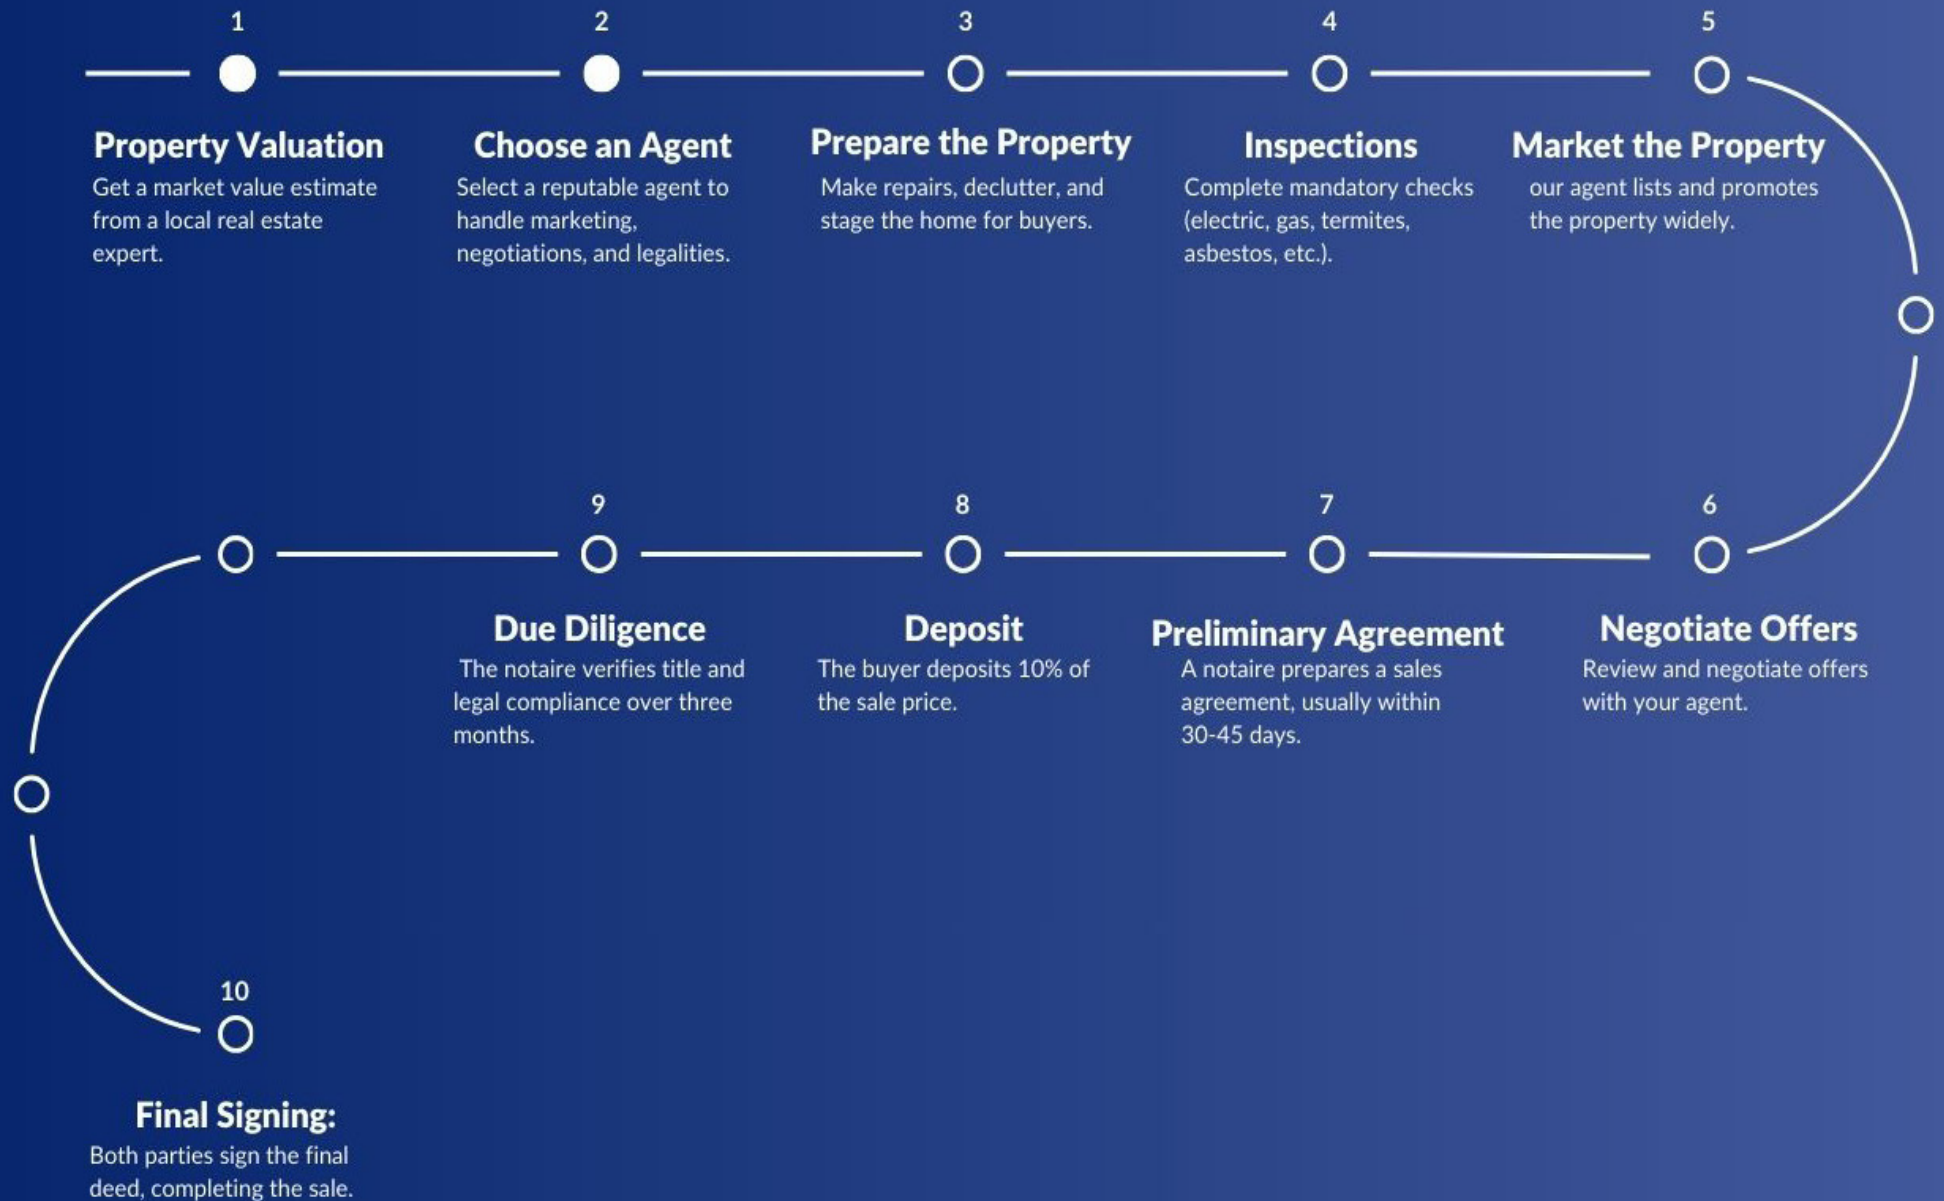 1
Property Valuation
Get a market value estimate
from a local real estate
expert.
2
Choose an Agent
Select a reputable agent to
handle marketing,
negotiations, and legalities.
3
Prepare the Property
Make repairs, declutter, and
stage the home for buyers.
4
Inspections
Complete mandatory checks
(electric, gas, termites,
asbestos, etc.).
5
Market the Property
our agent lists and promotes
the property widely.
6
Negotiate Offers
Review and negotiate offers
with your agent.
7
Preliminary Agreement
A notaire prepares a sales
agreement, usually within
30-45 days.
8
Deposit
The buyer deposits 10% of
the sale price.
9
Due Diligence
The notaire verifies title and
legal compliance over three
months.
10
Final Signing:
Both parties sign the final
deed, completing the sale.